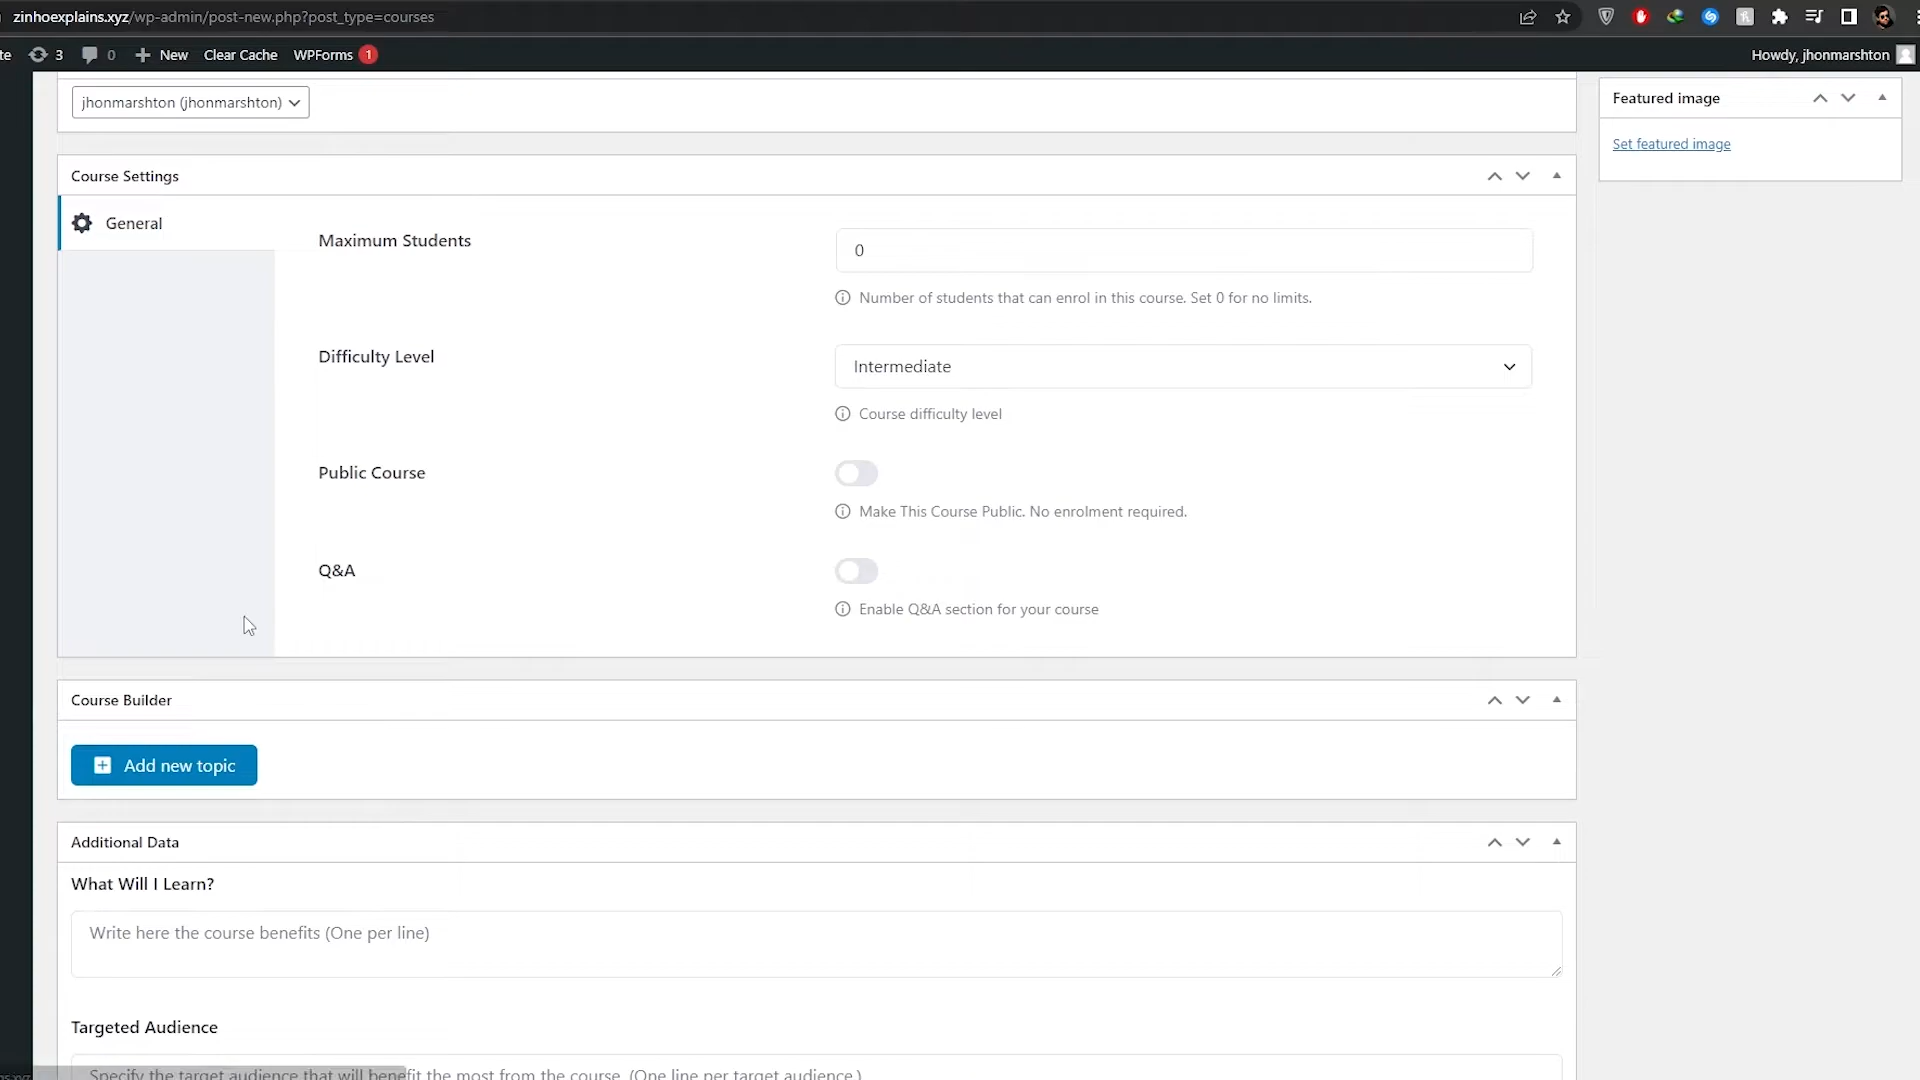 zinhoexplains.xyz/wp-admin/post-new.php?post_type=courses
te 3 0 New Clear Cache WPForms 1 Howdy, jhonmarshton
jhonmarshton (jhonmarshton)
Featured image
Set featured image
Course Settings
General
Maximum Students
0
Number of students that can enrol in this course. Set 0 for no limits.
Difficulty Level
Intermediate
Course difficulty level
Public Course
Make This Course Public. No enrolment required.
Q&A
Enable Q&A section for your course
Course Builder
Add new topic
Additional Data
What Will I Learn?
Write here the course benefits (One per line)
Targeted Audience
Specify the target audience that will benefit the most from the course. (One line per target audience.)